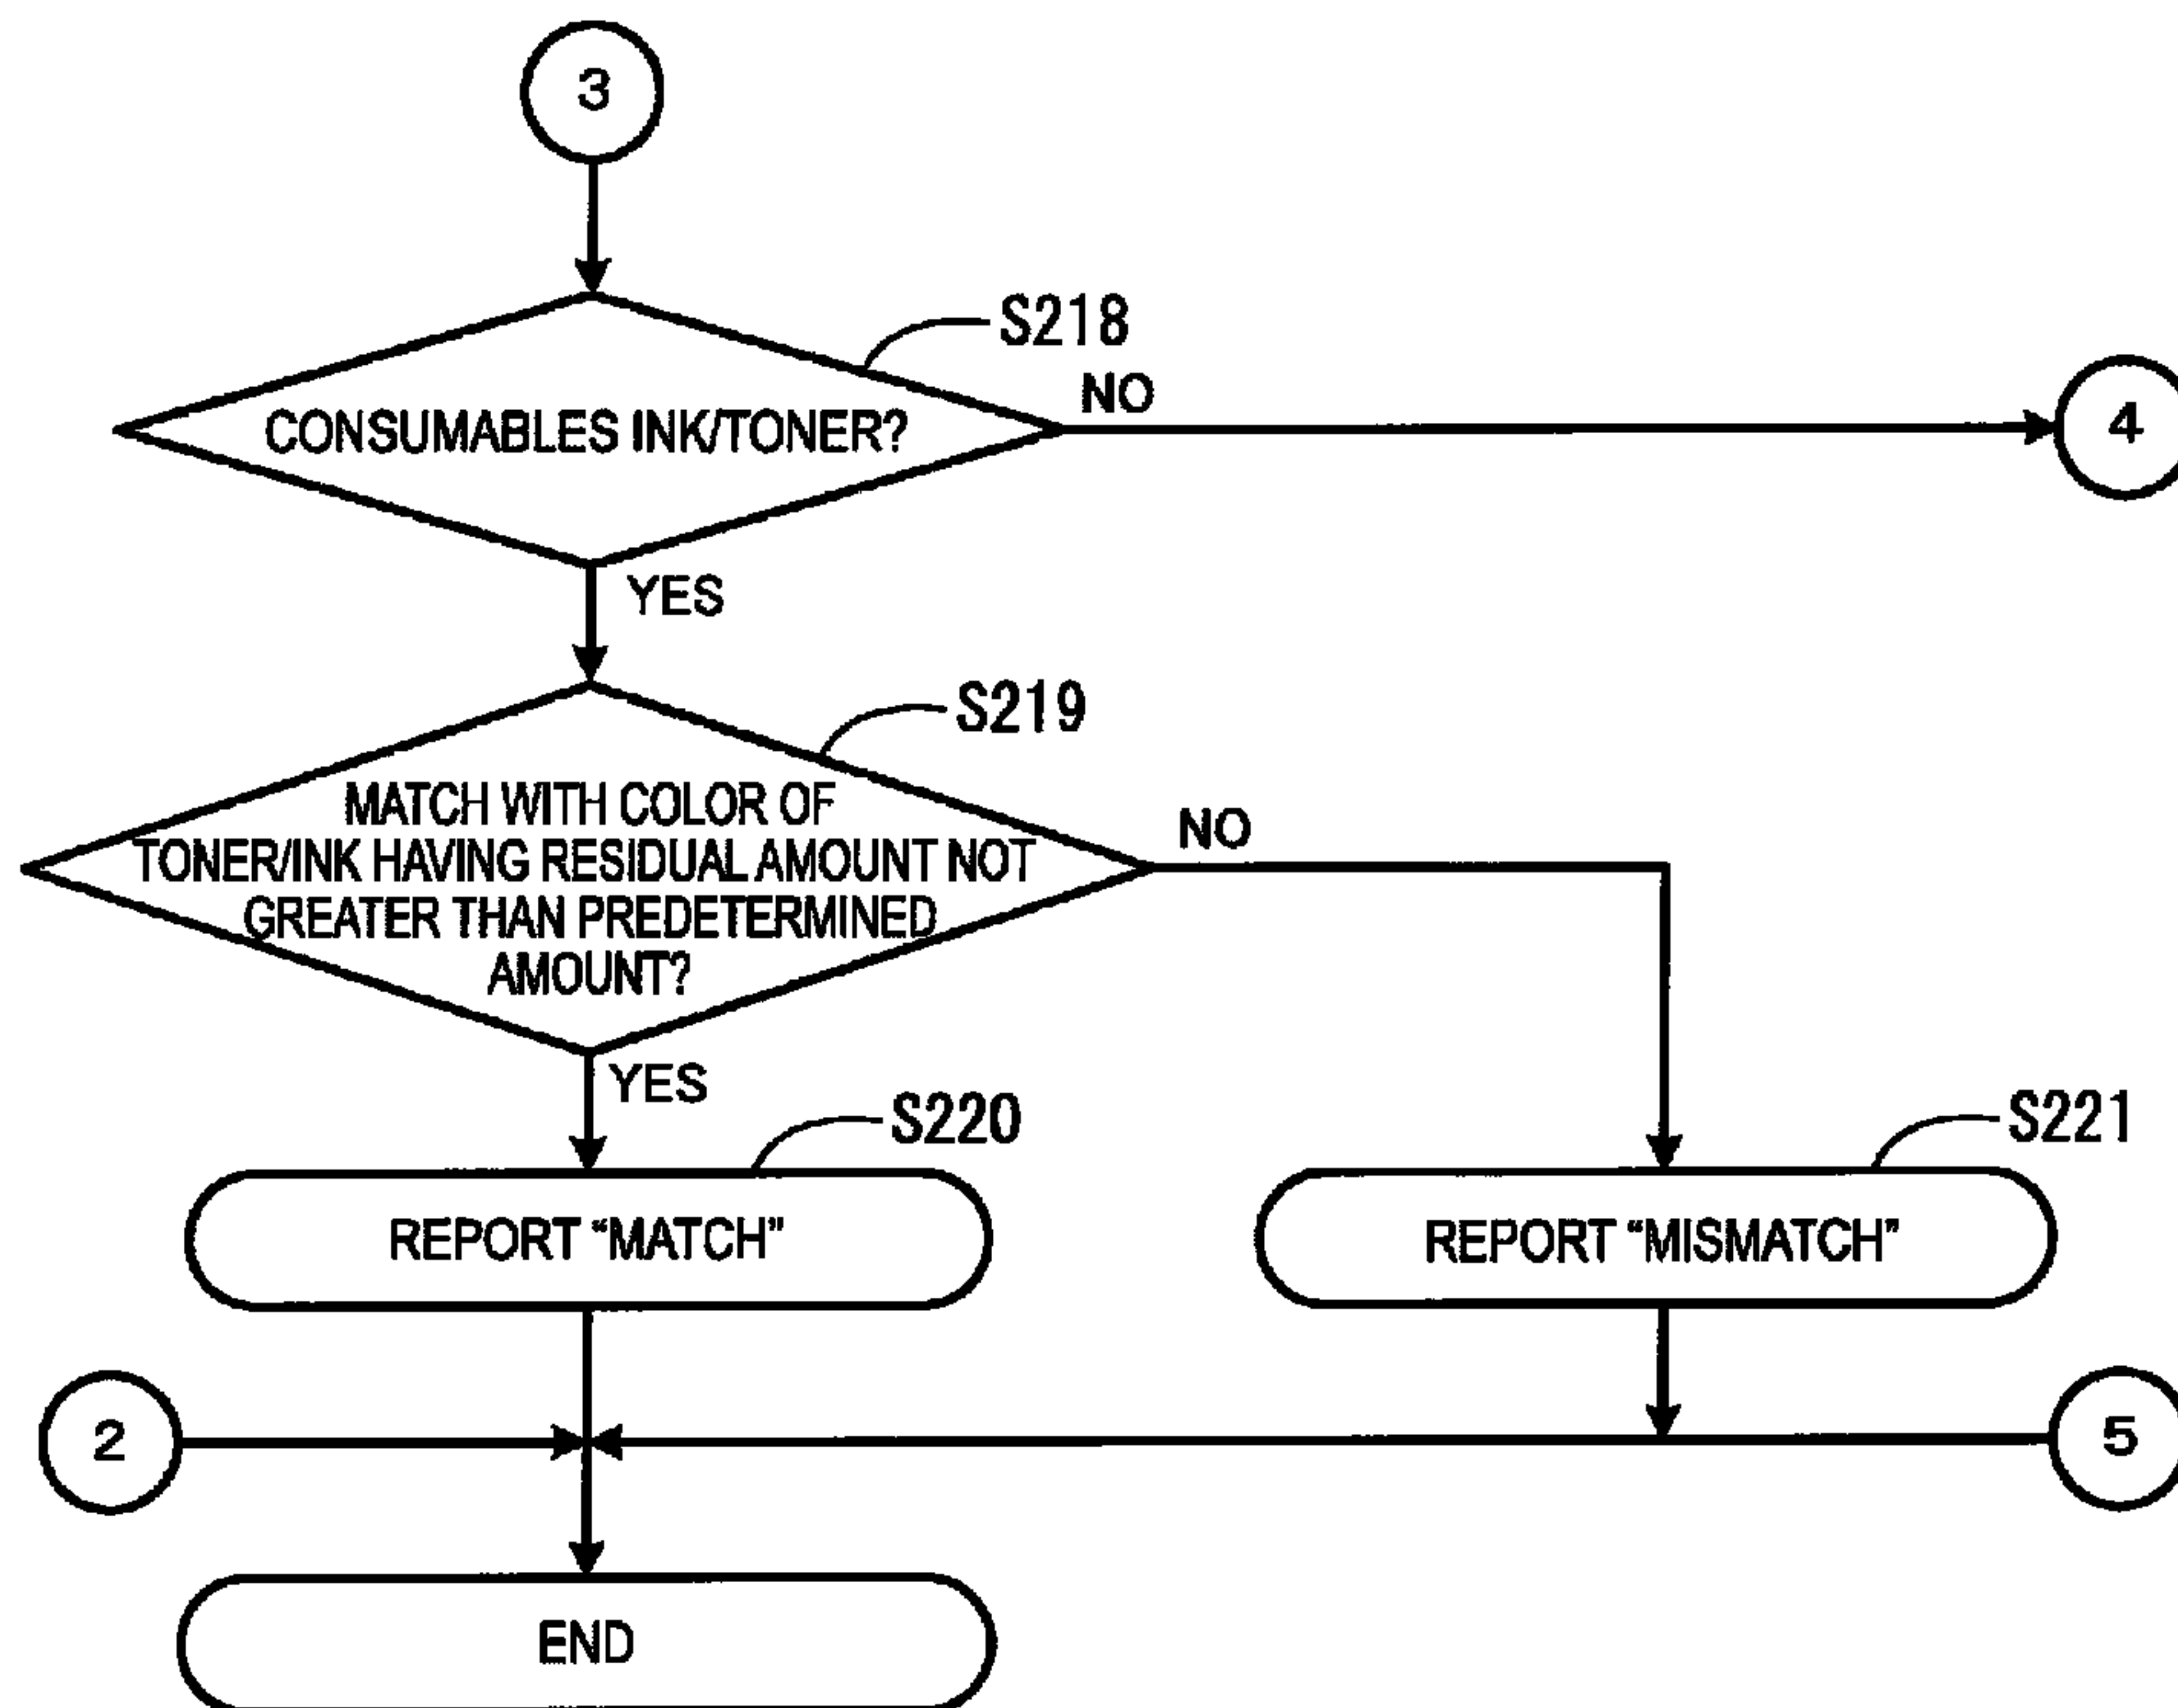 3
S218
NO
CONSUMABLES INK/TONER?
4
YES
S219
MATCH WITH COLOR OF
TONER/INK HAVING RESIDUAL AMOUNT NOT
GREATER THAN PREDETERMINED
AMOUNT?
NO
YES
S220
S221
REPORT “MATCH”
REPORT “MISMATCH”
2
5
END